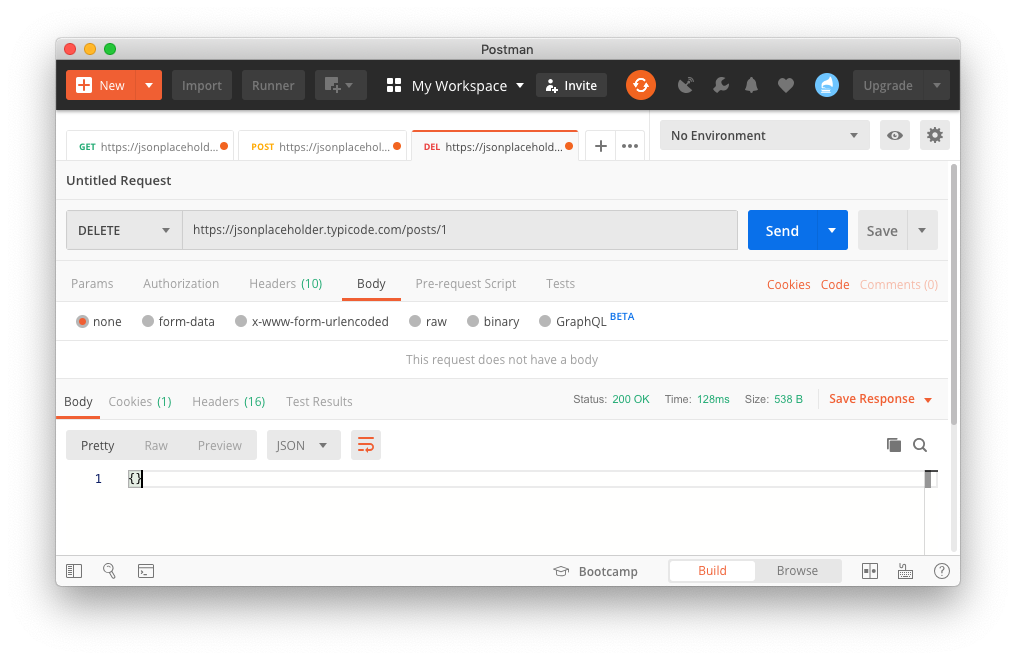 Postman
New Import Runner My Workspace Invite Upgrade
GET https://jsonplacehold... POST https://jsonplacehol... DEL https://jsonplacehold... No Environment
Untitled Request
DELETE https://jsonplaceholder.typicode.com/posts/1 Send Save
Params Authorization Headers (10) Body Pre-request Script Tests Cookies Code Comments (0)
none form-data x-www-form-urlencoded raw binary GraphQL BETA
This request does not have a body
Body Cookies (1) Headers (16) Test Results Status: 200 OK Time: 128ms Size: 538 B Save Response
Pretty Raw Preview JSON
1 {}
Bootcamp Build Browse